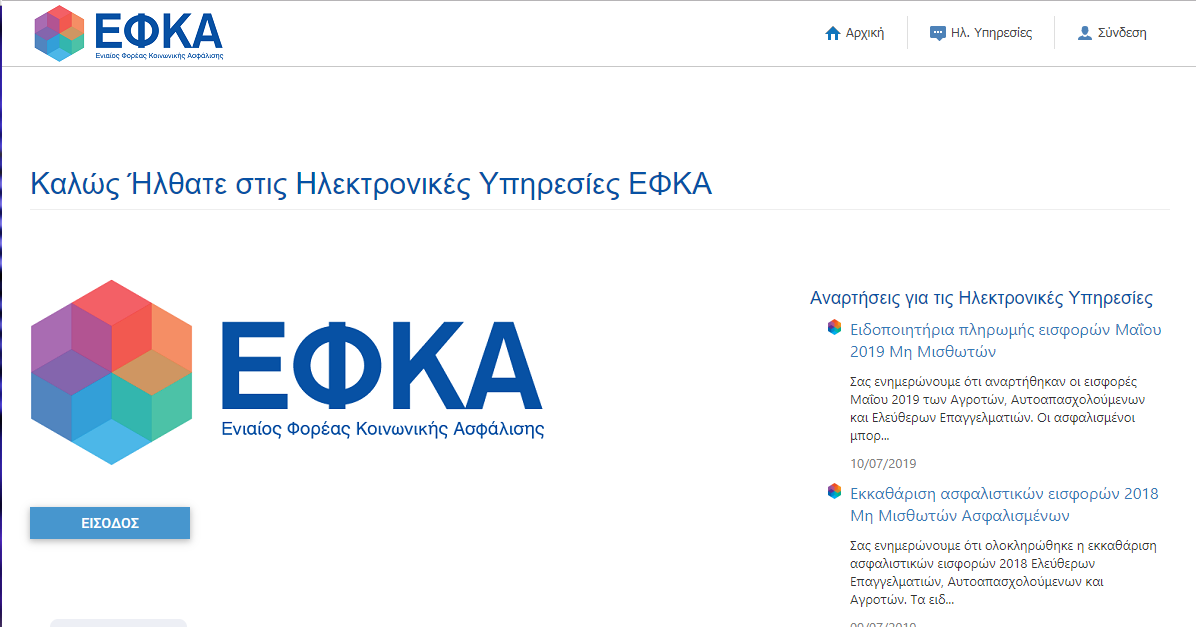 ΕΦΚΑ
Ενιαίος Φορέας Κοινωνικής Ασφάλισης
Αρχική
Ηλ. Υπηρεσίες
Σύνδεση
Καλώς Ήλθατε στις Ηλεκτρονικές Υπηρεσίες ΕΦΚΑ
ΕΦΚΑ
Ενιαίος Φορέας Κοινωνικής Ασφάλισης
ΕΙΣΟΔΟΣ
Αναρτήσεις για τις Ηλεκτρονικές Υπηρεσίες
Ειδοποιητήρια πληρωμής εισφορών Μαΐου
2019 Μη Μισθωτών
Σας ενημερώνουμε ότι αναρτήθηκαν οι εισφορές
Μαΐου 2019 των Αγροτών, Αυτοαπασχολούμενων
και Ελεύθερων Επαγγελματιών. Οι ασφαλισμένοι
μπορ...
10/07/2019
Εκκαθάριση ασφαλιστικών εισφορών 2018
Μη Μισθωτών Ασφαλισμένων
Σας ενημερώνουμε ότι ολοκληρώθηκε η εκκαθάριση
ασφαλιστικών εισφορών 2018 Ελεύθερων
Επαγγελματιών, Αυτοαπασχολούμενων και
Αγροτών. Τα ειδ...